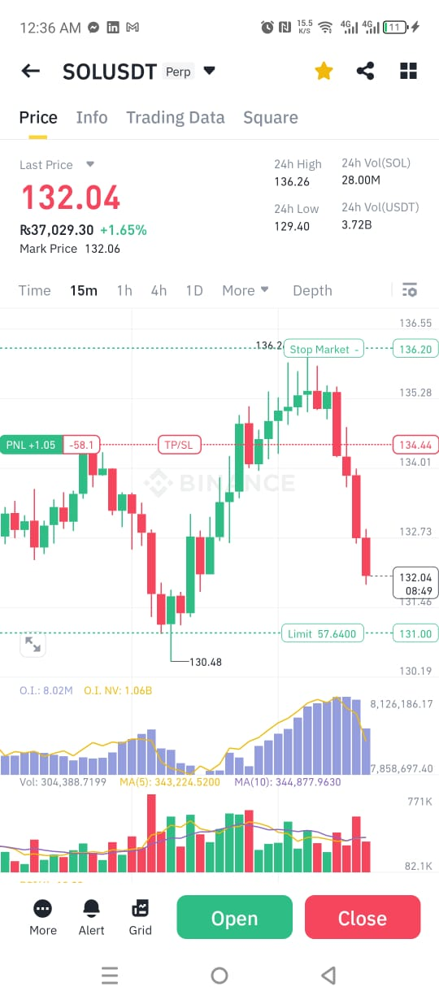 12:36 AM
15.5 K/S 4G 4G 11
SOLUSDT Perp
Price Info Trading Data Square
Last Price
132.04
₨37,029.30 +1.65%
Mark Price 132.06
24h High
136.26
24h Vol(SOL)
28.00M
24h Low
129.40
24h Vol(USDT)
3.72B
Time 15m 1h 4h 1D More Depth
136.55
Stop Market - 136.20
135.28
PNL +1.05 -58.1 TP/SL 134.44
134.01
BINANCE
132.73
132.04
08:49
131.46
Limit 57.6400 131.00
130.48
130.19
O.I.: 8.02M O.I. NV: 1.06B
8,126,186.17
7,858,697.40
Vol: 304,388.7199 MA(5): 343,224.5200 MA(10): 344,877.9630
771K
82.1K
More Alert Grid Open Close